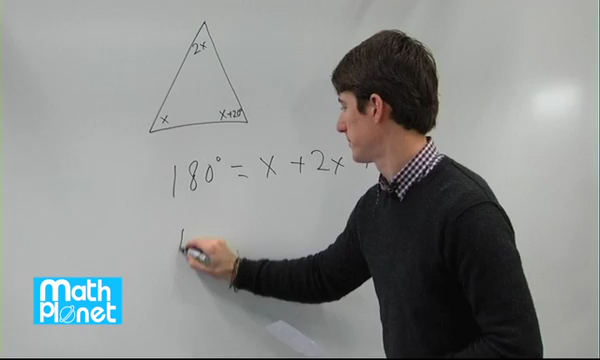 2x
x
x+20°
180° = x + 2x
Math
Planet